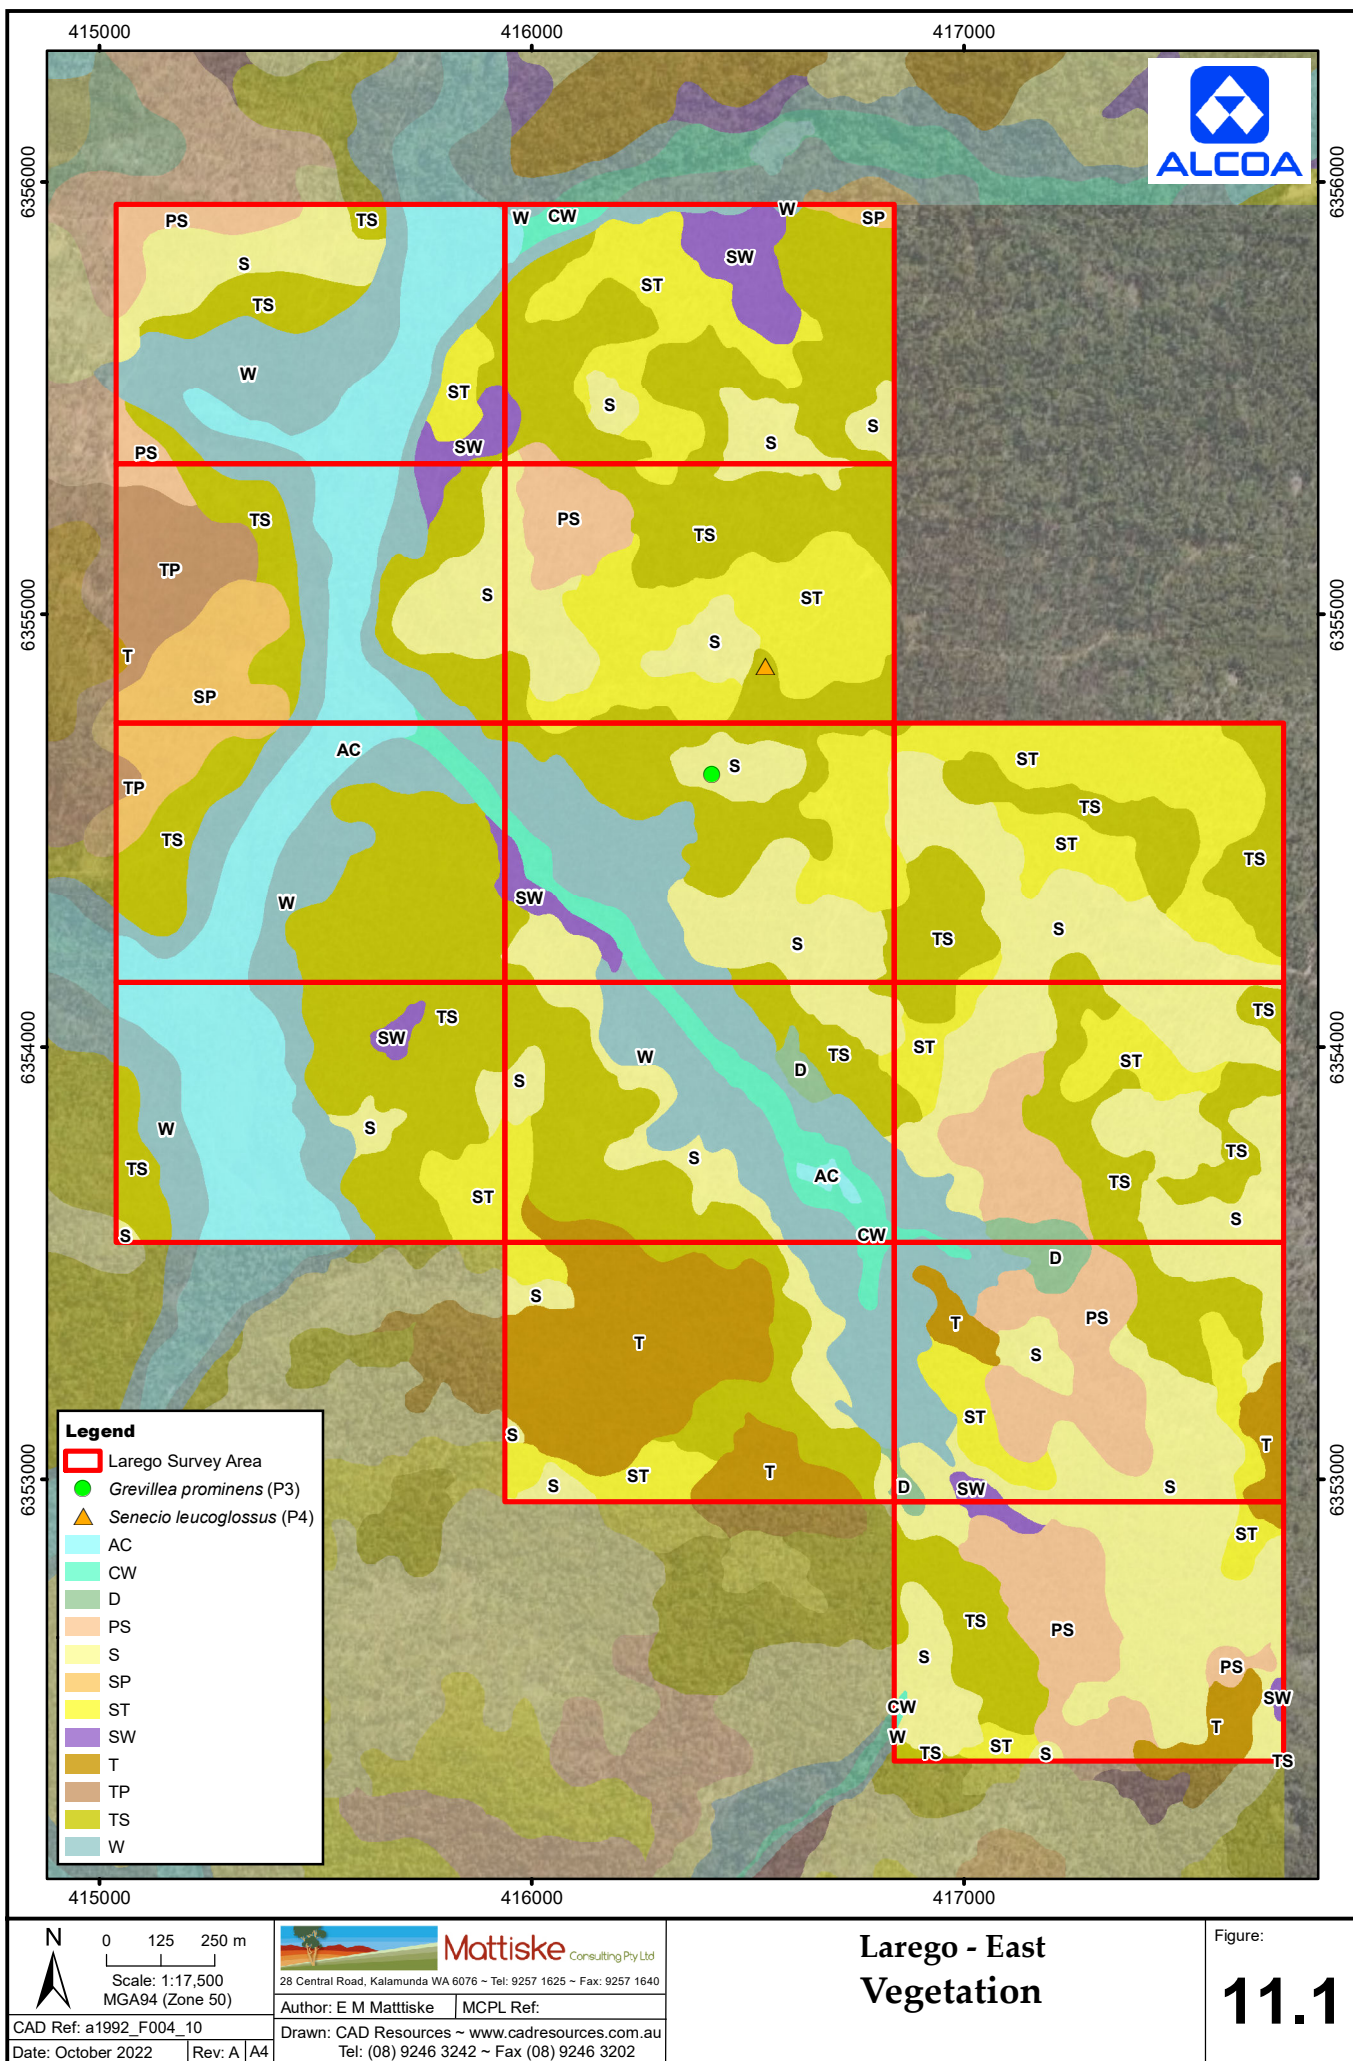 415000
416000
417000
6356000
6356000
ALCOA
PS
TS
W
CW
W
SP
S
SW
TS
ST
W
ST
S
S
S
PS
SW
TS
PS
TS
TP
S
ST
S
T
SP
6355000
6355000
AC
S
ST
TP
TS
TS
ST
TS
W
SW
S
TS
S
SW
TS
TS
6354000
6354000
W
TS
ST
ST
S
D
W
S
TS
TS
S
AC
TS
ST
S
S
CW
D
S
T
T
PS
S
ST
S
T
ST
T
S
D
SW
S
6353000
6353000
ST
TS
PS
S
PS
CW
SW
W
T
TS
ST
S
TS
Legend
Larego Survey Area
Grevillea prominens (P3)
Senecio leucoglossus (P4)
AC
CW
D
PS
S
SP
ST
SW
T
TP
TS
W
415000
416000
417000
N
0 125 250 m
Scale: 1:17,500
MGA94 (Zone 50)
CAD Ref: a1992_F004_10
Date: October 2022
Rev: A
A4
Mattiske Consulting Pty Ltd
28 Central Road, Kalamunda WA 6076 ~ Tel: 9257 1625 ~ Fax: 9257 1640
Author: E M Matttiske
MCPL Ref:
Drawn: CAD Resources ~ www.cadresources.com.au
Tel: (08) 9246 3242 ~ Fax (08) 9246 3202
Larego - East
Vegetation
Figure:
11.1